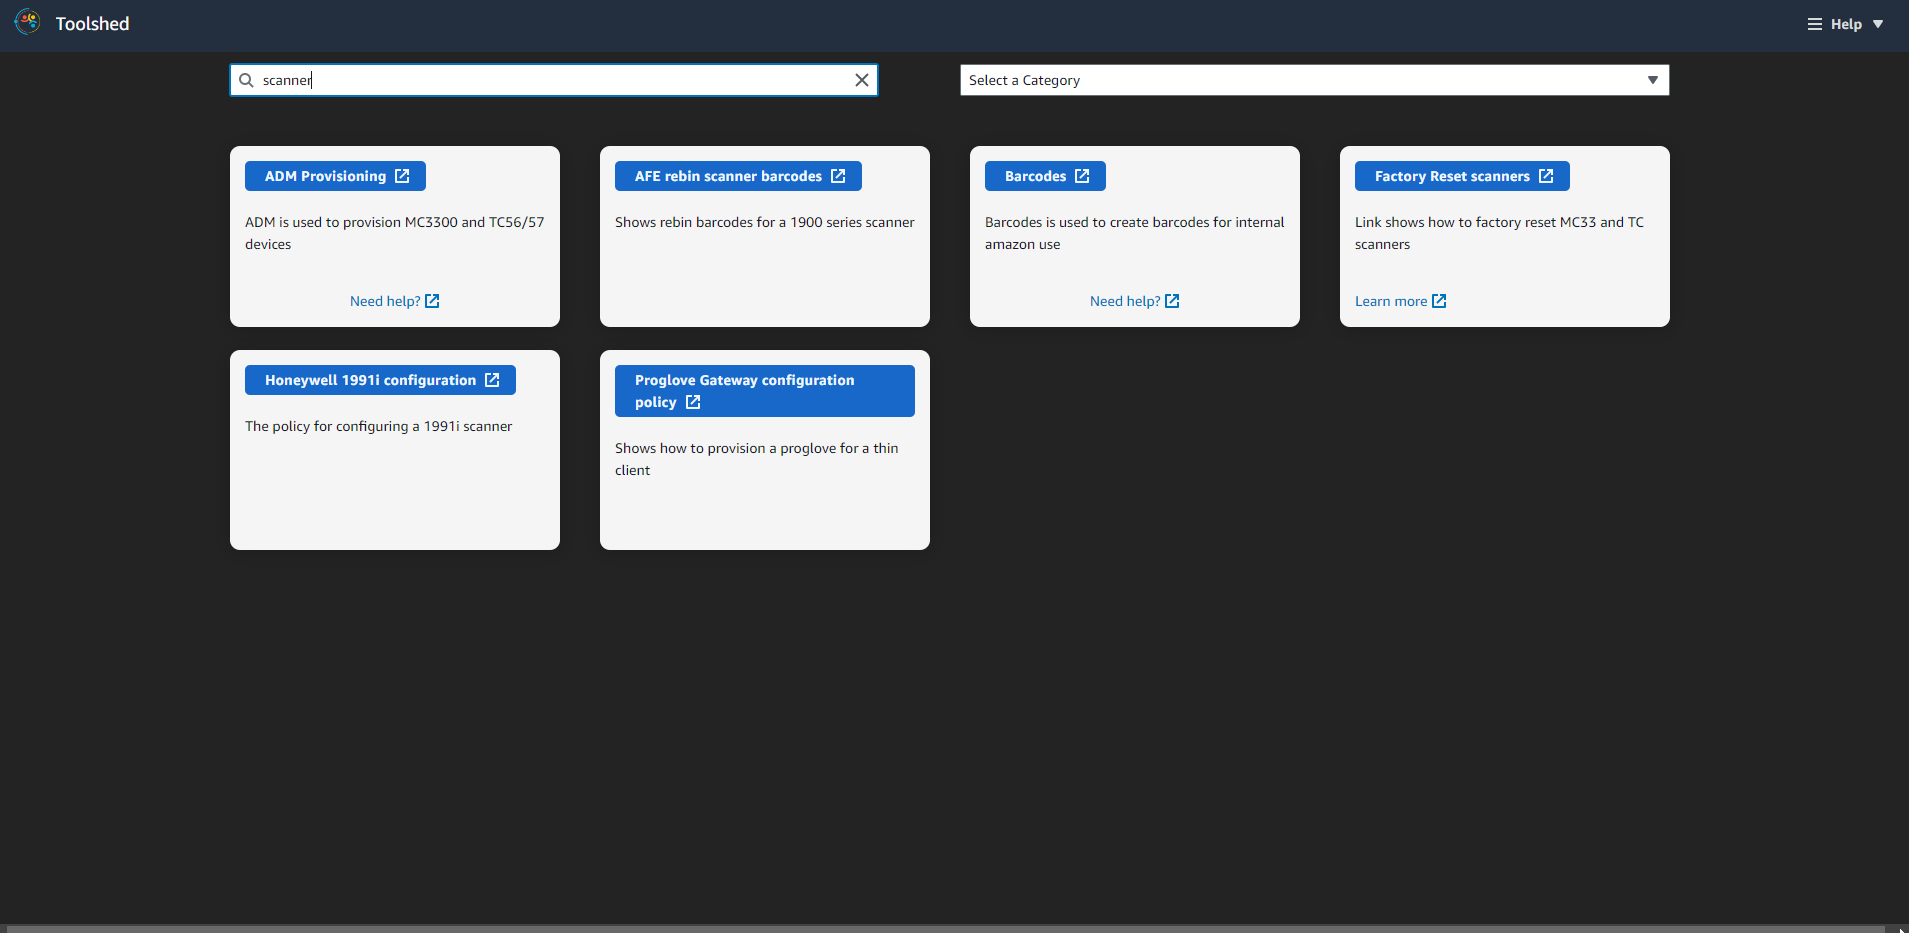 Toolshed
Help
scanner
Select a Category
ADM Provisioning
ADM is used to provision MC3300 and TC56/57
devices
Need help?
AFE rebin scanner barcodes
Shows rebin barcodes for a 1900 series scanner
Barcodes
Barcodes is used to create barcodes for internal
amazon use
Need help?
Factory Reset scanners
Link shows how to factory reset MC33 and TC
scanners
Learn more
Honeywell 1991i configuration
The policy for configuring a 1991i scanner
Proglove Gateway configuration
policy
Shows how to provision a proglove for a thin
client